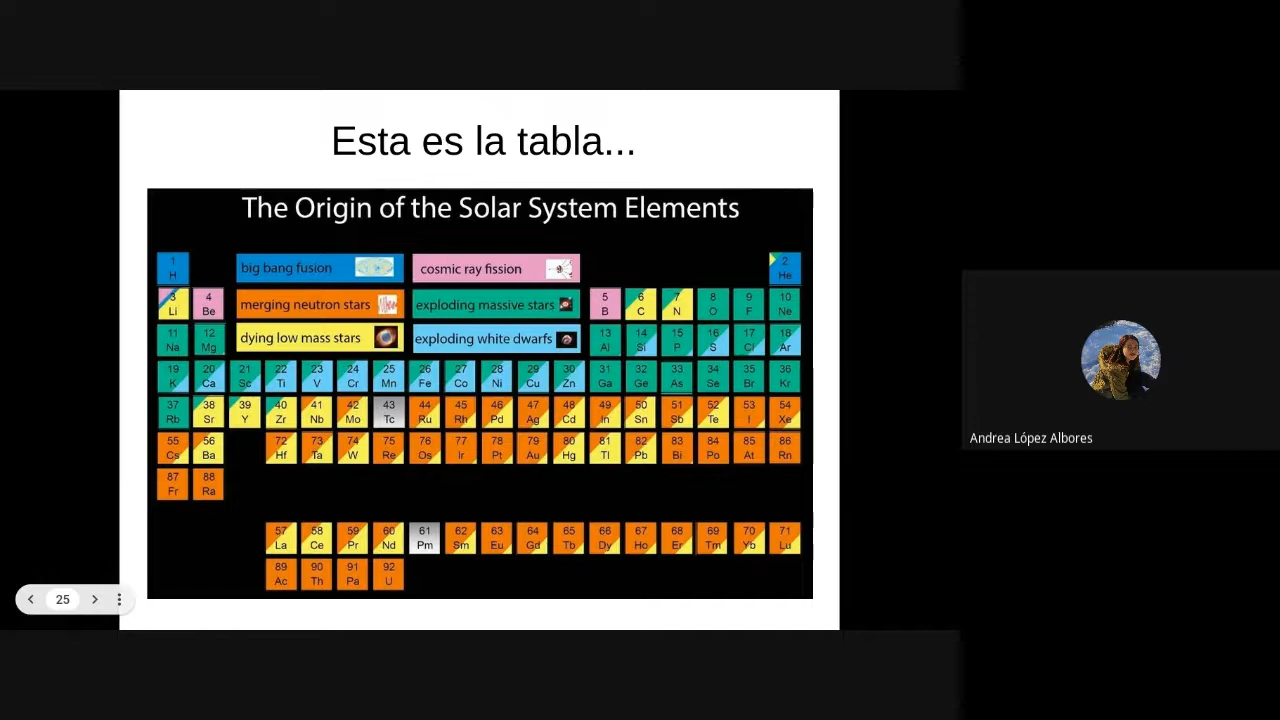 Esta es la tabla...
The Origin of the Solar System Elements
1 2
H big bang fusion cosmic ray fission He
3 4 5 6 7 8 9 10
Li Be merging neutron stars exploding massive stars B C N O F Ne
11 12 13 14 15 16 17 18
Na Mg dying low mass stars exploding white dwarfs Al Si P S Cl Ar
19 20 21 22 23 24 25 26 27 28 29 30 31 32 33 34 35 36
K Ca Sc Ti V Cr Mn Fe Co Ni Cu Zn Ga Ge As Se Br Kr
37 38 39 40 41 42 43 44 45 46 47 48 49 50 51 52 53 54
Rb Sr Y Zr Nb Mo Tc Ru Rh Pd Ag Cd In Sn Sb Te I Xe
55 56 72 73 74 75 76 77 78 79 80 81 82 83 84 85 86
Cs Ba Hf Ta W Re Os Ir Pt Au Hg Tl Pb Bi Po At Rn
87 88
Fr Ra
57 58 59 60 61 62 63 64 65 66 67 68 69 70 71
La Ce Pr Nd Pm Sm Eu Gd Tb Dy Ho Er Tm Yb Lu
89 90 91 92
Ac Th Pa U
25
Andrea López Albores